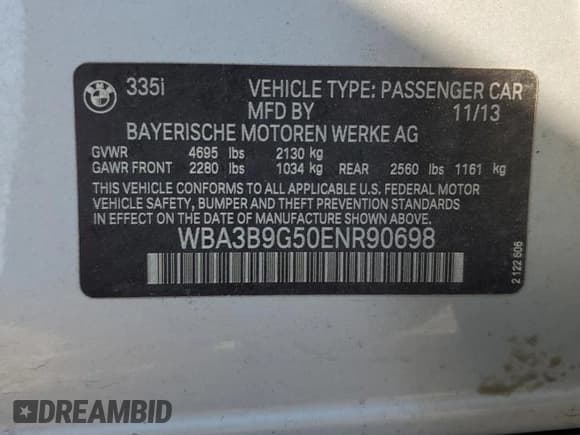 335i VEHICLE TYPE: PASSENGER CAR
MFD BY 11/13
BAYERISCHE MOTOREN WERKE AG
GVWR 4695 lbs 2130 kg
GAWR FRONT 2280 lbs 1034 kg REAR 2560 lbs 1161 kg
THIS VEHICLE CONFORMS TO ALL APPLICABLE U.S. FEDERAL MOTOR
VEHICLE SAFETY, BUMPER AND THEFT PREVENTION STANDARDS
IN EFFECT ON THE DATE OF MANUFACTURE SHOWN ABOVE.
WBA3B9G50ENR90698
2 122 606
DREAMBID